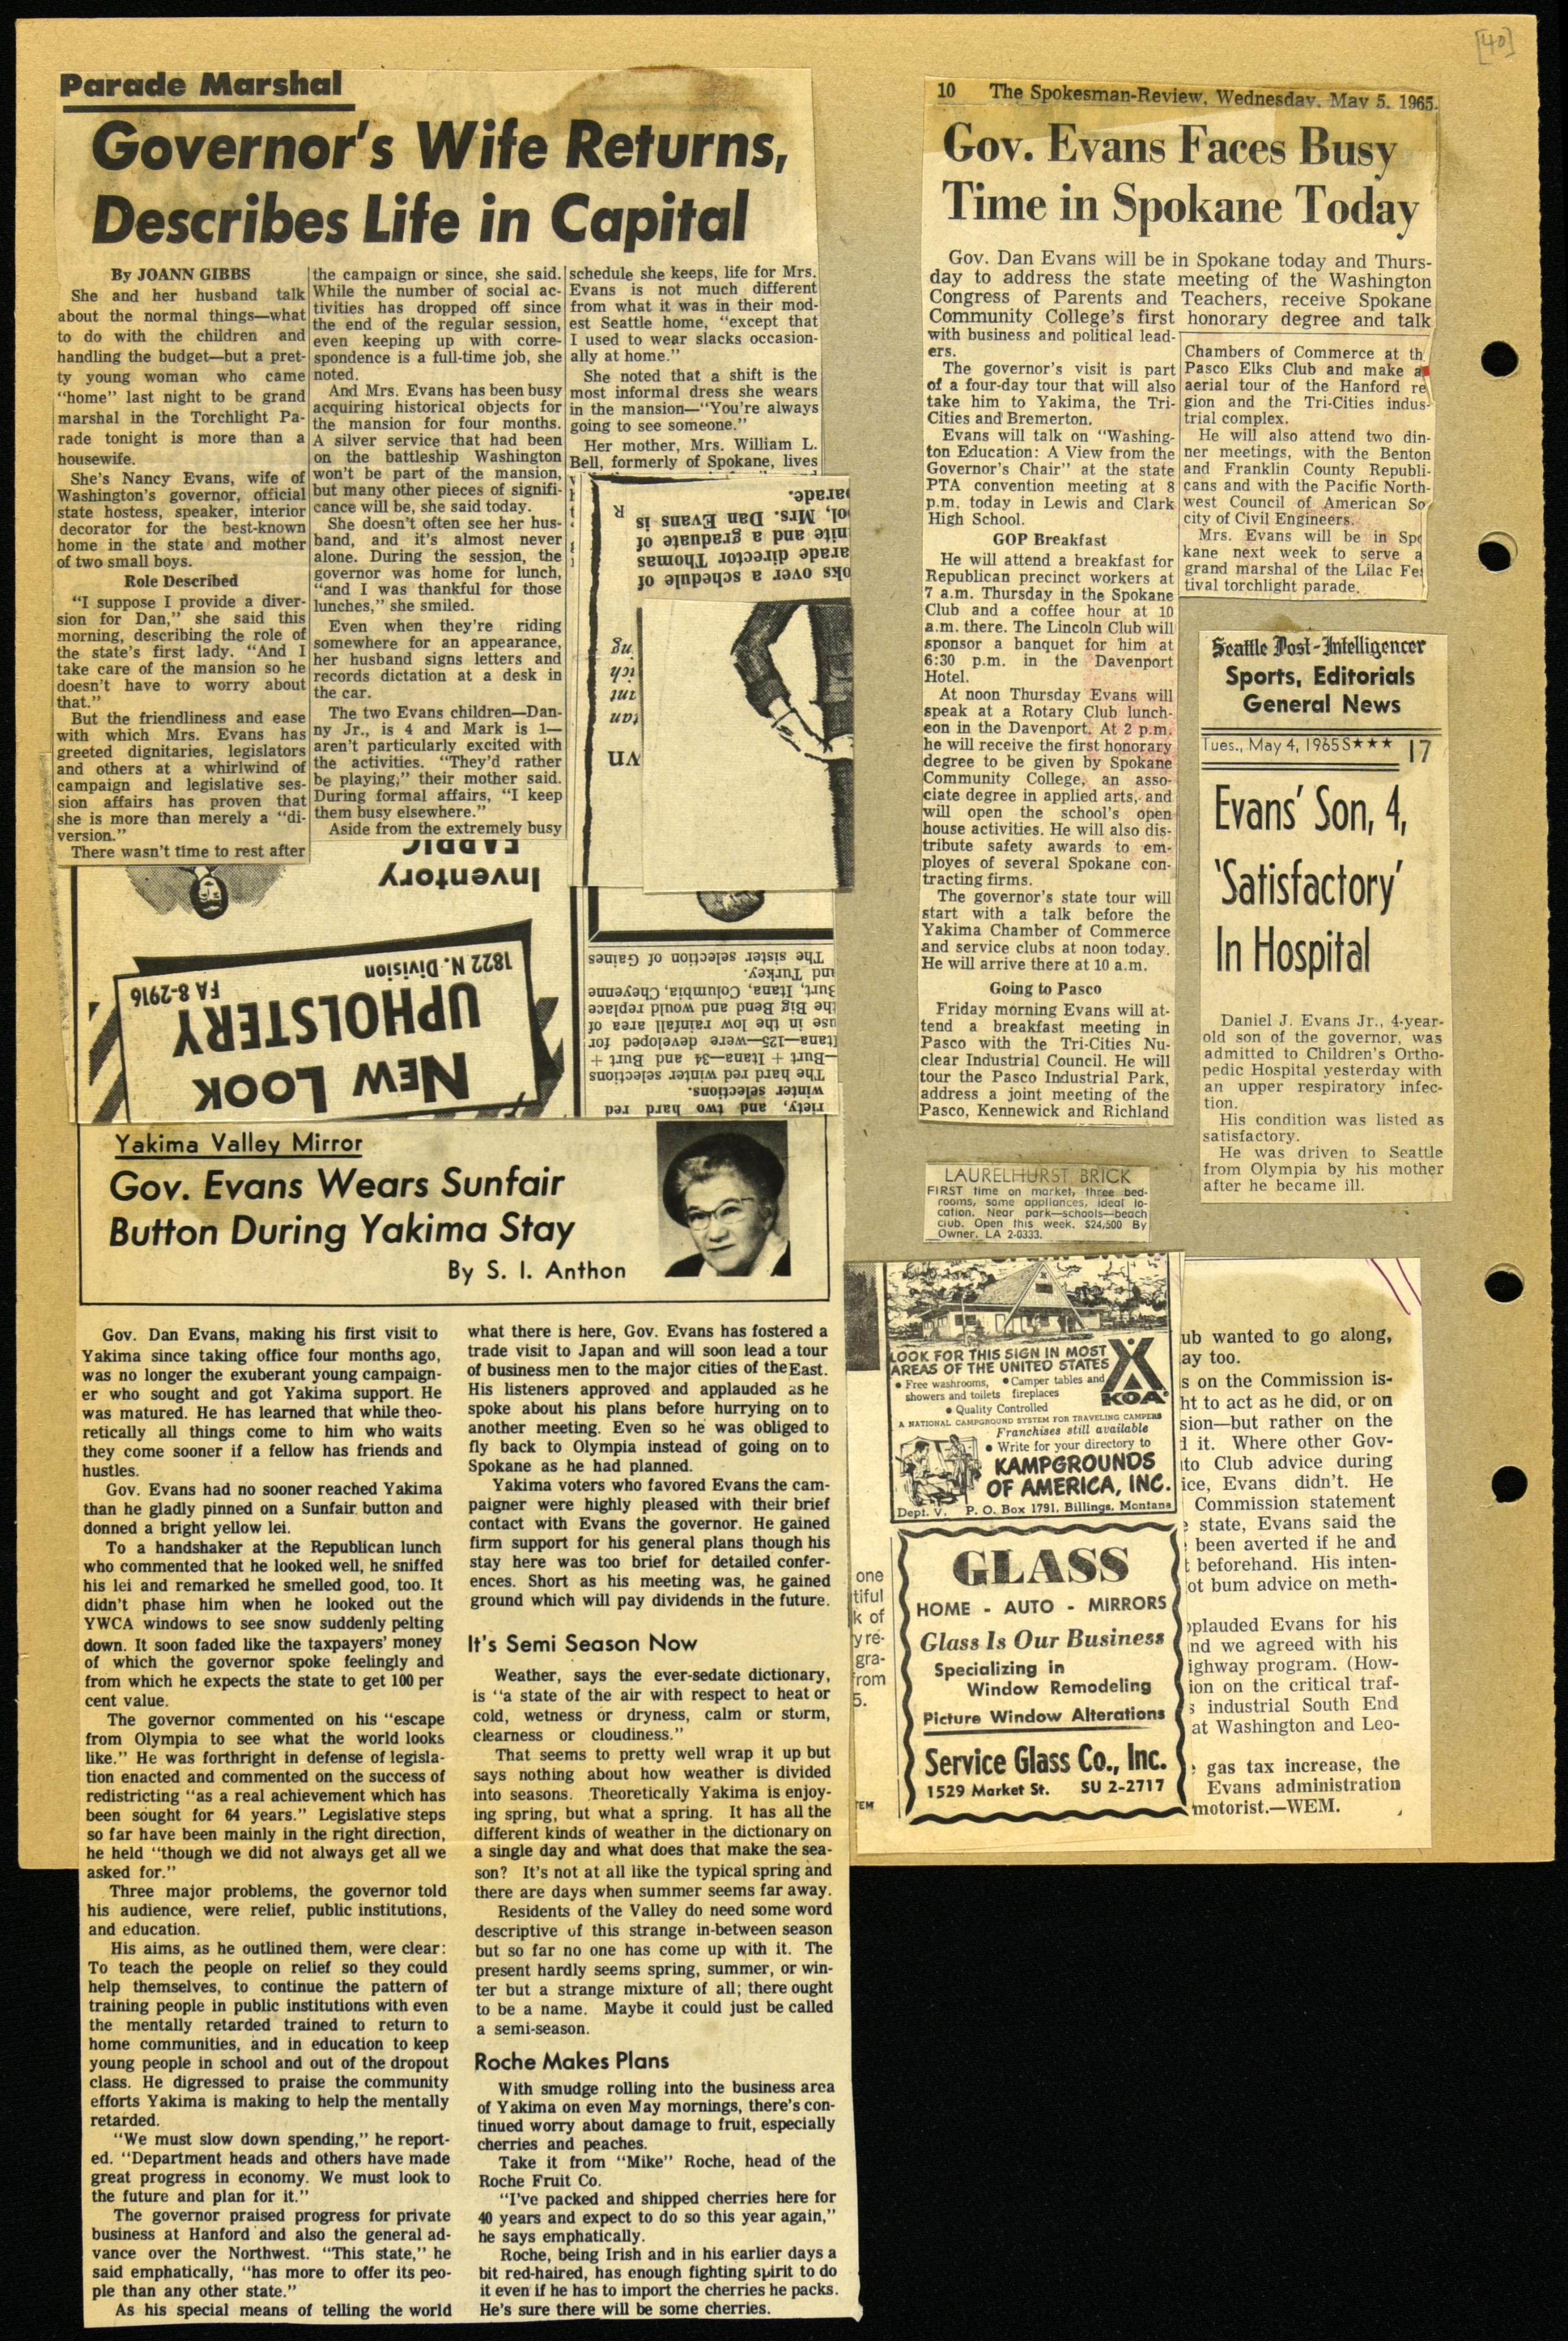 [40]
Parade Marshal
Governor's Wife Returns,
Describes Life in Capital
By JOANN GIBBS
She and her husband talk
about the normal things—what
to do with the children and
handling the budget—but a pret-
ty young woman who came
"home" last night to be grand
marshal in the Torchlight Pa-
rade tonight is more than a
housewife.
She's Nancy Evans, wife of
Washington's governor, official
state hostess, speaker, interior
decorator for the best-known
home in the state and mother
of two small boys.
Role Described
"I suppose I provide a diver-
sion for Dan," she said this
morning, describing the role of
the state's first lady. "And I
take care of the mansion so he
doesn't have to worry about
that."
But the friendliness and ease
with which Mrs. Evans has
greeted dignitaries, legislators
and others at a whirlwind of
campaign and legislative ses-
sion affairs has proven that
she is more than merely a "di-
version."
There wasn't time to rest after
the campaign or since, she said.
While the number of social ac-
tivities has dropped off since
the end of the regular session,
even keeping up with corre-
spondence is a full-time job, she
noted.
And Mrs. Evans has been busy
acquiring historical objects for
the mansion for four months.
A silver service that had been
on the battleship Washington
won't be part of the mansion,
but many other pieces of signifi-
cance will be, she said today.
She doesn't often see her hus-
band, and it's almost never
alone. During the session, the
governor was home for lunch,
"and I was thankful for those
lunches," she smiled.
Even when they're riding
somewhere for an appearance,
her husband signs letters and
records dictation at a desk in
the car.
The two Evans children—Dan-
ny Jr., is 4 and Mark is 1—
aren't particularly excited with
the activities. "They'd rather
be playing," their mother said.
During formal affairs, "I keep
them busy elsewhere."
Aside from the extremely busy
schedule she keeps, life for Mrs.
Evans is not much different
from what it was in their mod-
est Seattle home, "except that
I used to wear slacks occasion-
ally at home."
She noted that a shift is the
most informal dress she wears
in the mansion—"You're always
going to see someone."
Her mother, Mrs. William L.
Bell, formerly of Spokane, lives
oks over a schedule of
arade director Thomas
nite and a graduate of
ol, Mrs. Dan Evans is
parade.
R
vn
tan
int
ich
ng
Inventory
FABRIC
NEW LOOK
UPHOLSTERY
1822 N. Division
FA 8-2916
riety, and two hard red
winter selections.
The hard red winter selections
—Burt + Itana—34 and Burt +
Itana—125—were developed for
use in the low rainfall area of
the Big Bend and would replace
Burt, Itana, Columbia, Cheyenne
and Turkey.
The sister selection of Gaines
Yakima Valley Mirror
Gov. Evans Wears Sunfair
Button During Yakima Stay
By S. I. Anthon
Gov. Dan Evans, making his first visit to
Yakima since taking office four months ago,
was no longer the exuberant young campaign-
er who sought and got Yakima support. He
was matured. He has learned that while theo-
retically all things come to him who waits
they come sooner if a fellow has friends and
hustles.
Gov. Evans had no sooner reached Yakima
than he gladly pinned on a Sunfair button and
donned a bright yellow lei.
To a handshaker at the Republican lunch
who commented that he looked well, he sniffed
his lei and remarked he smelled good, too. It
didn't phase him when he looked out the
YWCA windows to see snow suddenly pelting
down. It soon faded like the taxpayers' money
of which the governor spoke feelingly and
from which he expects the state to get 100 per
cent value.
The governor commented on his "escape
from Olympia to see what the world looks
like." He was forthright in defense of legisla-
tion enacted and commented on the success of
redistricting "as a real achievement which has
been sought for 64 years." Legislative steps
so far have been mainly in the right direction,
he held "though we did not always get all we
asked for."
Three major problems, the governor told
his audience, were relief, public institutions,
and education.
His aims, as he outlined them, were clear:
To teach the people on relief so they could
help themselves, to continue the pattern of
training people in public institutions with even
the mentally retarded trained to return to
home communities, and in education to keep
young people in school and out of the dropout
class. He digressed to praise the community
efforts Yakima is making to help the mentally
retarded.
"We must slow down spending," he report-
ed. "Department heads and others have made
great progress in economy. We must look to
the future and plan for it."
The governor praised progress for private
business at Hanford and also the general ad-
vance over the Northwest. "This state," he
said emphatically, "has more to offer its peo-
ple than any other state."
As his special means of telling the world
what there is here, Gov. Evans has fostered a
trade visit to Japan and will soon lead a tour
of business men to the major cities of the East.
His listeners approved and applauded as he
spoke about his plans before hurrying on to
another meeting. Even so he was obliged to
fly back to Olympia instead of going on to
Spokane as he had planned.
Yakima voters who favored Evans the cam-
paigner were highly pleased with their brief
contact with Evans the governor. He gained
firm support for his general plans though his
stay here was too brief for detailed confer-
ences. Short as his meeting was, he gained
ground which will pay dividends in the future.
It's Semi Season Now
Weather, says the ever-sedate dictionary,
is "a state of the air with respect to heat or
cold, wetness or dryness, calm or storm,
clearness or cloudiness."
That seems to pretty well wrap it up but
says nothing about how weather is divided
into seasons. Theoretically Yakima is enjoy-
ing spring, but what a spring. It has all the
different kinds of weather in the dictionary on
a single day and what does that make the sea-
son? It's not at all like the typical spring and
there are days when summer seems far away.
Residents of the Valley do need some word
descriptive of this strange in-between season
but so far no one has come up with it. The
present hardly seems spring, summer, or win-
ter but a strange mixture of all; there ought
to be a name. Maybe it could just be called
a semi-season.
Roche Makes Plans
With smudge rolling into the business area
of Yakima on even May mornings, there's con-
tinued worry about damage to fruit, especially
cherries and peaches.
Take it from "Mike" Roche, head of the
Roche Fruit Co.
"I've packed and shipped cherries here for
40 years and expect to do so this year again,"
he says emphatically.
Roche, being Irish and in his earlier days a
bit red-haired, has enough fighting spirit to do
it even if he has to import the cherries he packs.
He's sure there will be some cherries.
10 The Spokesman-Review, Wednesday, May 5, 1965.
Gov. Evans Faces Busy
Time in Spokane Today
Gov. Dan Evans will be in Spokane today and Thurs-
day to address the state meeting of the Washington
Congress of Parents and Teachers, receive Spokane
Community College's first honorary degree and talk
with business and political lead-
ers.
The governor's visit is part
of a four-day tour that will also
take him to Yakima, the Tri-
Cities and Bremerton.
Evans will talk on "Washing-
ton Education: A View from the
Governor's Chair" at the state
PTA convention meeting at 8
p.m. today in Lewis and Clark
High School.
GOP Breakfast
He will attend a breakfast for
Republican precinct workers at
7 a.m. Thursday in the Spokane
Club and a coffee hour at 10
a.m. there. The Lincoln Club will
sponsor a banquet for him at
6:30 p.m. in the Davenport
Hotel.
At noon Thursday Evans will
speak at a Rotary Club lunch-
eon in the Davenport. At 2 p.m.
he will receive the first honorary
degree to be given by Spokane
Community College, an asso-
ciate degree in applied arts, and
will open the school's open
house activities. He will also dis-
tribute safety awards to em-
ployes of several Spokane con-
tracting firms.
The governor's state tour will
start with a talk before the
Yakima Chamber of Commerce
and service clubs at noon today.
He will arrive there at 10 a.m.
Going to Pasco
Friday morning Evans will at-
tend a breakfast meeting in
Pasco with the Tri-Cities Nu-
clear Industrial Council. He will
tour the Pasco Industrial Park,
address a joint meeting of the
Pasco, Kennewick and Richland
Chambers of Commerce at th
Pasco Elks Club and make a
aerial tour of the Hanford re
gion and the Tri-Cities indus-
trial complex.
He will also attend two din-
ner meetings, with the Benton
and Franklin County Republi-
cans and with the Pacific North-
west Council of American So
city of Civil Engineers.
Mrs. Evans will be in Spo
kane next week to serve a
grand marshal of the Lilac Fes
tival torchlight parade.
Seattle Post-Intelligencer
Sports, Editorials
General News
Tues., May 4, 1965 S★★★ 17
Evans' Son, 4,
'Satisfactory'
In Hospital
Daniel J. Evans Jr., 4-year-
old son of the governor, was
admitted to Children's Ortho-
pedic Hospital yesterday with
an upper respiratory infec-
tion.
His condition was listed as
satisfactory.
He was driven to Seattle
from Olympia by his mother
after he became ill.
LAURELHURST BRICK
FIRST time on market, three bed-
rooms, some appliances, ideal lo-
cation. Near park—schools—beach
club. Open this week. $24,500 By
Owner. LA 2-0333.
LOOK FOR THIS SIGN IN MOST
AREAS OF THE UNITED STATES
KOA
• Free washrooms, showers and toilets
• Camper tables and fireplaces
• Quality Controlled
A NATIONAL CAMPGROUND SYSTEM FOR TRAVELING CAMPERS
Franchises still available
• Write for your directory to
KAMPGROUNDS
OF AMERICA, INC.
Dept. V. P. O. Box 1791, Billings, Montana
one
tiful
k of
y re-
gra-
from
5.
TEM
GLASS
HOME - AUTO - MIRRORS
Glass Is Our Business
Specializing in
Window Remodeling
Picture Window Alterations
Service Glass Co., Inc.
1529 Market St. SU 2-2717
ub wanted to go along,
ay too.
s on the Commission is-
ht to act as he did, or on
sion—but rather on the
d it. Where other Gov-
to Club advice during
ice, Evans didn't. He
Commission statement
e state, Evans said the
been averted if he and
t beforehand. His inten-
ot bum advice on meth-
pplauded Evans for his
nd we agreed with his
ighway program. (How-
ion on the critical traf-
s industrial South End
at Washington and Leo-
e gas tax increase, the
Evans administration
motorist.—WEM.